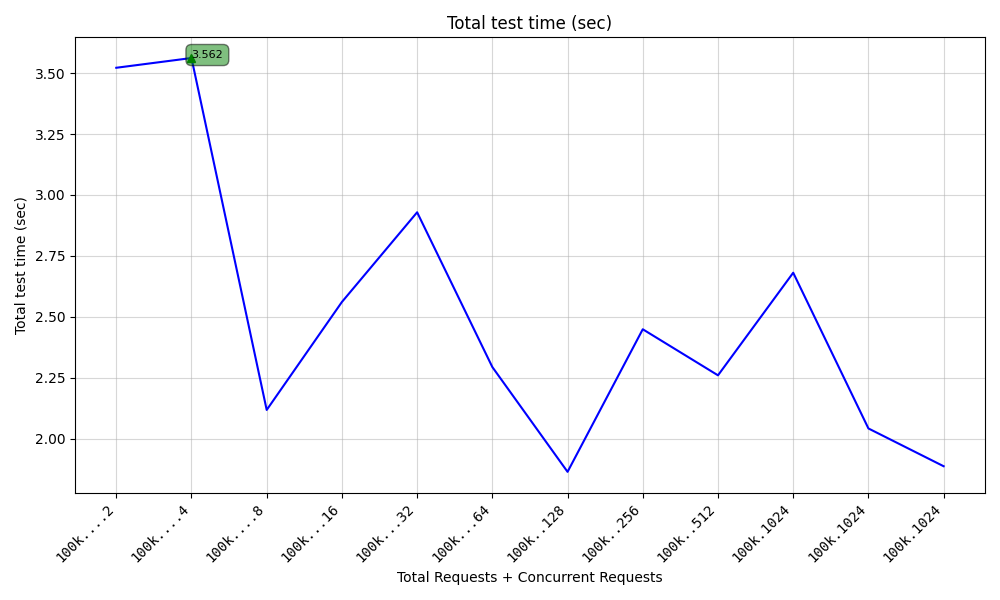 Total test time (sec)
3.562
3.50
3.25
3.00
2.75
2.50
2.25
2.00
Total test time (sec)
100k....2
100k....4
100k....8
100k...16
100k...32
100k...64
100k..128
100k..256
100k..512
100k.1024
100k.1024
100k.1024
Total Requests + Concurrent Requests